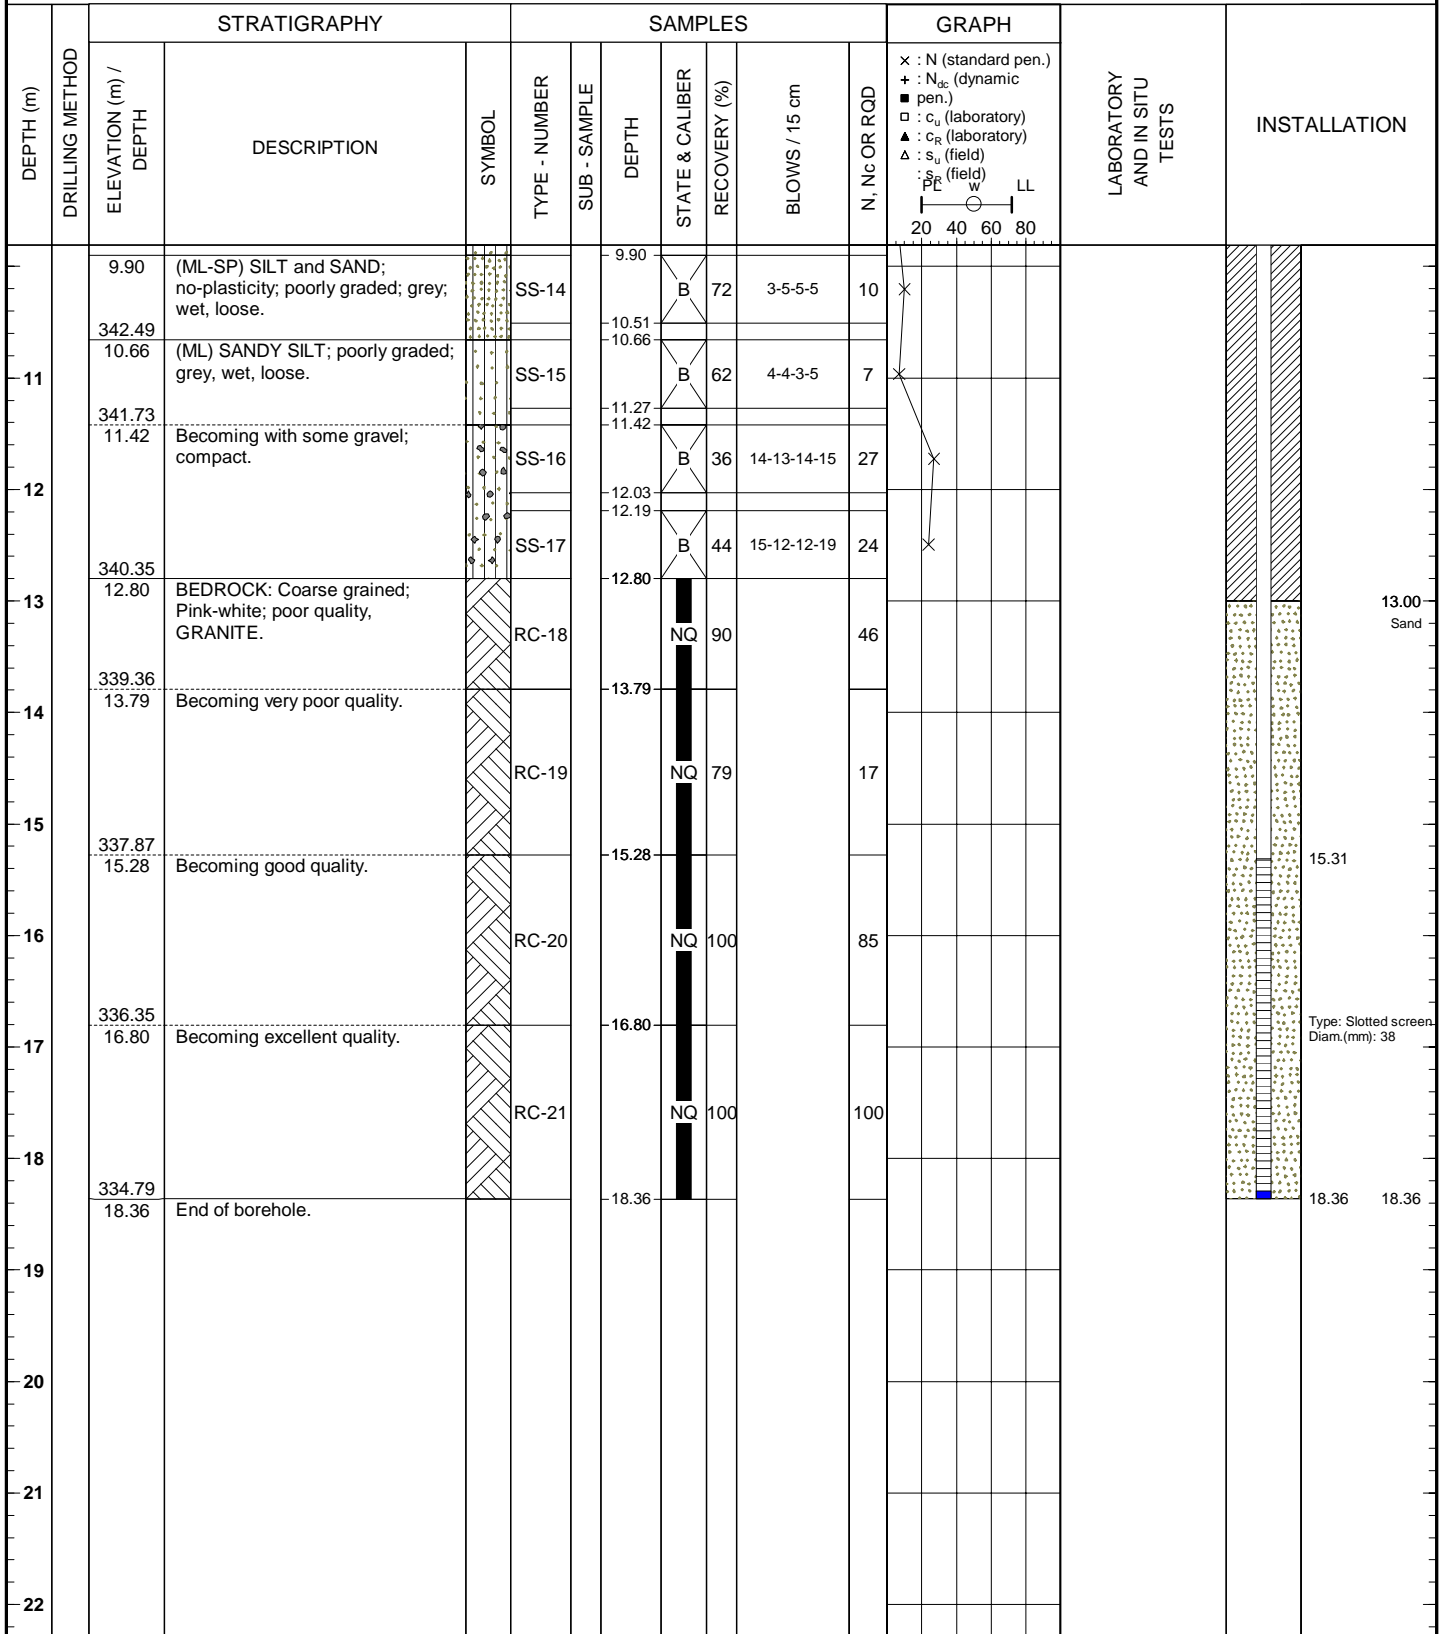 STRATIGRAPHY
SAMPLES
GRAPH
DEPTH (m)
DRILLING METHOD
ELEVATION (m) /
DEPTH
DESCRIPTION
SYMBOL
TYPE - NUMBER
SUB - SAMPLE
DEPTH
STATE & CALIBER
RECOVERY (%)
BLOWS / 15 cm
N, Nc OR RQD
× : N (standard pen.)
+ : Ndc (dynamic
■ pen.)
□ : cu (laboratory)
▲ : cR (laboratory)
△ : su (field)
: sR (field)
PL w LL
20 40 60 80
LABORATORY
AND IN SITU
TESTS
INSTALLATION
9.90 (ML-SP) SILT and SAND;
no-plasticity; poorly graded; grey;
wet, loose.
342.49
SS-14
9.90
10.51
B 72 3-5-5-5 10
10.66 (ML) SANDY SILT; poorly graded;
grey, wet, loose.
341.73
SS-15
10.66
11.27
B 62 4-4-3-5 7
11
11.42 Becoming with some gravel;
compact.
SS-16
11.42
12.03
B 36 14-13-14-15 27
12
SS-17
12.19
B 44 15-12-12-19 24
340.35
12.80
12.80 BEDROCK: Coarse grained;
Pink-white; poor quality,
GRANITE.
13
13.00
Sand
RC-18 NQ 90 46
339.36
13.79
13.79 Becoming very poor quality.
14
RC-19 NQ 79 17
15
337.87
15.28
15.28 Becoming good quality.
15.31
16
RC-20 NQ 100 85
336.35
16.80
16.80 Becoming excellent quality.
Type: Slotted screen
Diam.(mm): 38
17
RC-21 NQ 100 100
18
334.79
18.36
18.36 End of borehole.
18.36 18.36
19
20
21
22